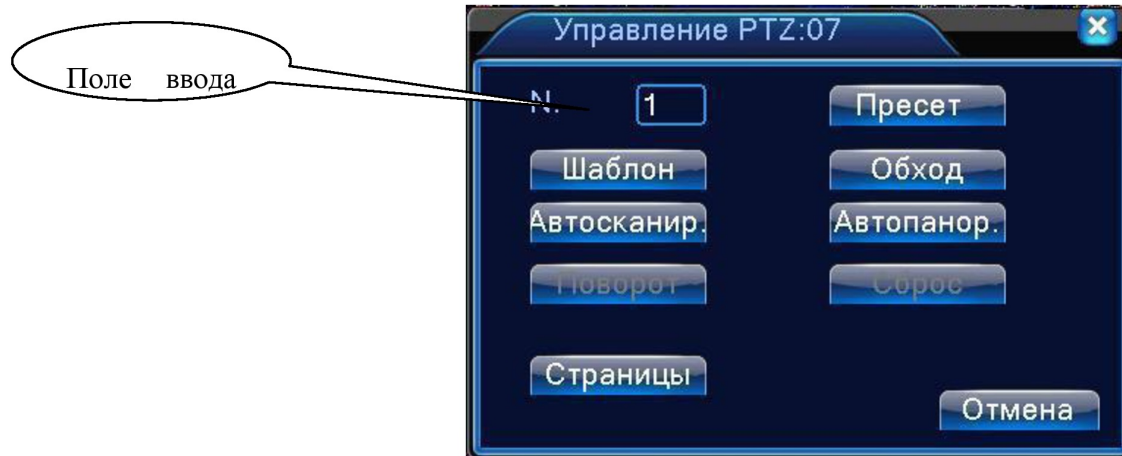 Управление PTZ:07
Поле ввода
N. 1 Пресет
Шаблон Обход
Автосканир. Автопанор.
Поворот Сброс
Страницы
Отмена